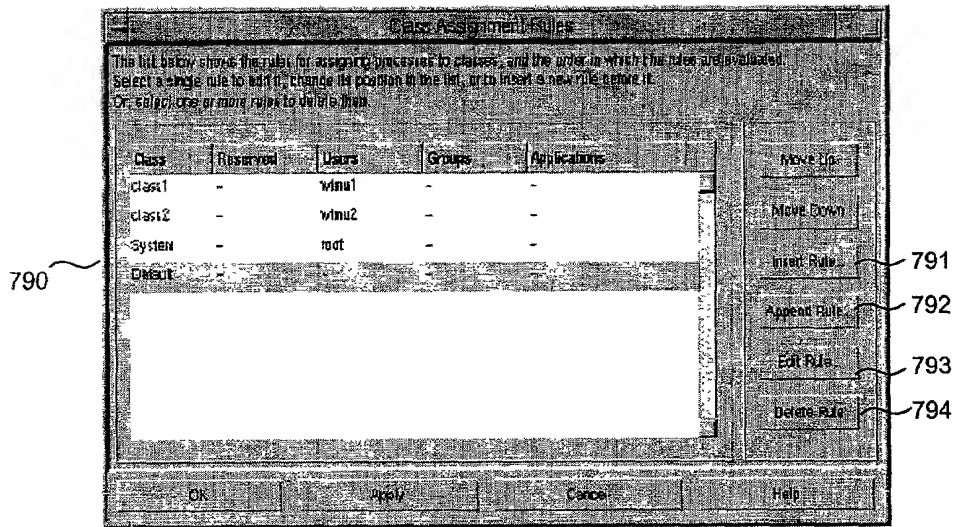 Class Assignment Rules
The list below shows the rules for assigning processes to classes, and the order in which the rules are evaluated.
Select a single rule to edit it, change its position in the list, or to insert a new rule before it.
Or, select one or more rules to delete them.
Class Reserved Users Groups Applications
class1 - wlmu1 - -
class2 - wlmu2 - -
System - root - -
Default - - - -
Move Up
Move Down
Insert Rule...
Append Rule...
Edit Rule...
Delete Rule
790
791
792
793
794
OK Apply Cancel Help